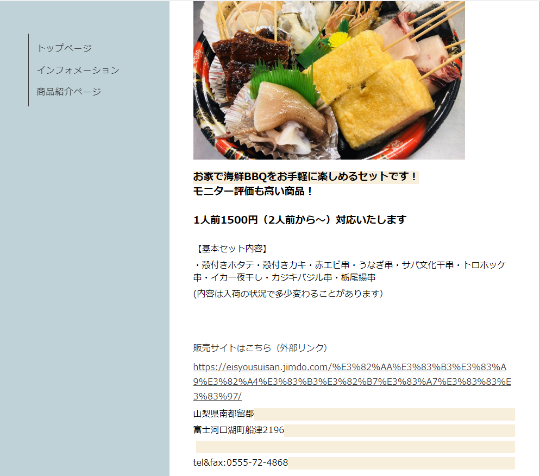 トップページ
インフォメーション
商品紹介ページ
お家で海鮮BBQをお手軽に楽しめるセットです！
モニター評価も高い商品！
1人前1500円（2人前から～）対応いたします
【基本セット内容】
・殻付きホタテ・殻付きカキ・赤エビ串・うなぎ串・サバ文化干串・トロホッケ
串・イカ一夜干し・カジキバジル串・栃尾揚串
(内容は入荷の状況で多少変わることがあります）
販売サイトはこちら（外部リンク）
https://eisyousuisan.jimdo.com/%E3%82%AA%E3%83%B3%E3%83%A
9%E3%82%A4%E3%83%B3%E3%82%B7%E3%83%A7%E3%83%83%E
3%83%97/
山梨県南都留郡
富士河口湖町船津2196
tel&fax:0555-72-4868